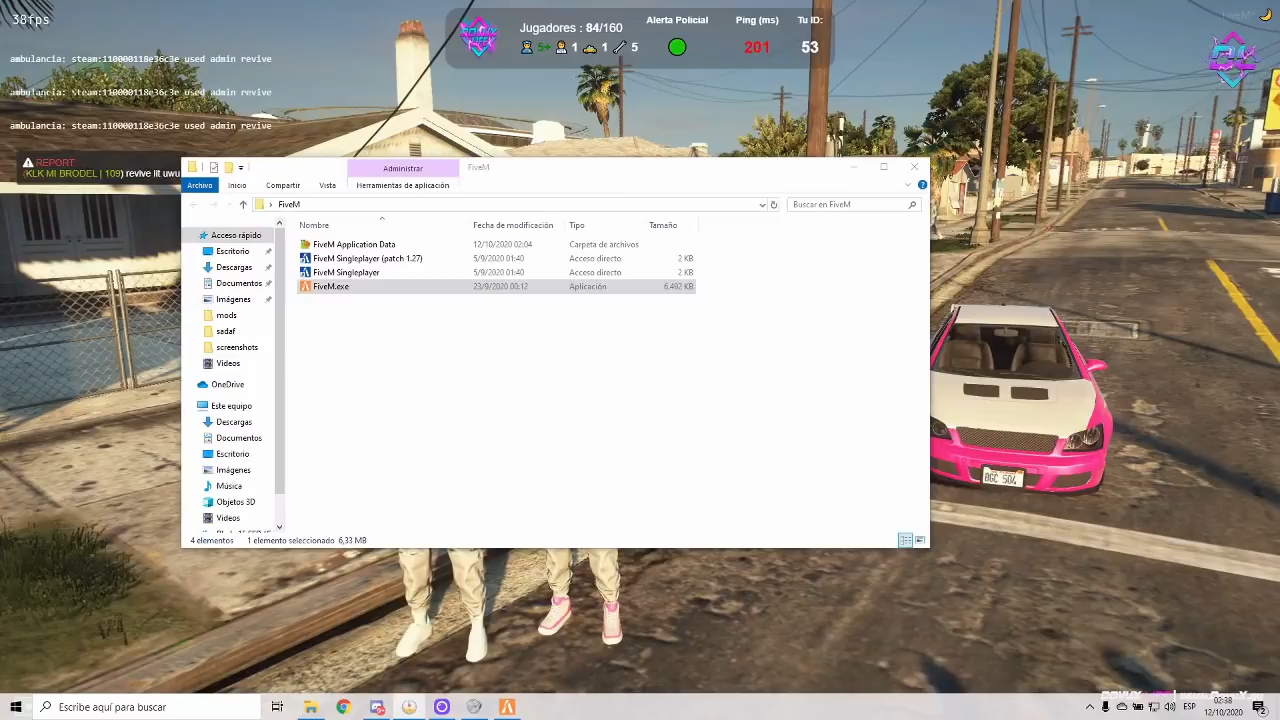 38fps
Jugadores : 84/160
Alerta Policial
Ping (ms)
Tu ID:
5+ 1 1 5
201
53
FiveM
ambulancia: steam:110000118e36c3e used admin revive
ambulancia: steam:110000118e36c3e used admin revive
ambulancia: steam:110000118e36c3e used admin revive
REPORT
(KLK MI BRODEL | 109) revive lit uwu
Administrar
FiveM
Archivo
Inicio
Compartir
Vista
Herramientas de aplicación
FiveM
Buscar en FiveM
Nombre Fecha de modificación Tipo Tamaño
FiveM Application Data 12/10/2020 02:04 Carpeta de archivos
FiveM Singleplayer (patch 1.27) 5/9/2020 01:40 Acceso directo 2 KB
FiveM Singleplayer 5/9/2020 01:40 Acceso directo 2 KB
FiveM.exe 23/9/2020 00:12 Aplicación 6.492 KB
Acceso rápido
Escritorio
Descargas
Documentos
Imágenes
mods
sadaf
screenshots
Videos
OneDrive
Este equipo
Descargas
Documentos
Escritorio
Imágenes
Música
Objetos 3D
Videos
4 elementos
1 elemento seleccionado 6,33 MB
BGC 504
Escribe aquí para buscar
ESP
02:38
12/10/2020
2